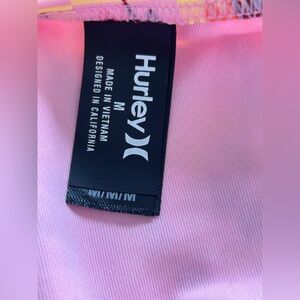 Hurley
M
MADE IN VIETNAM
DESIGNED IN CALIFORNIA